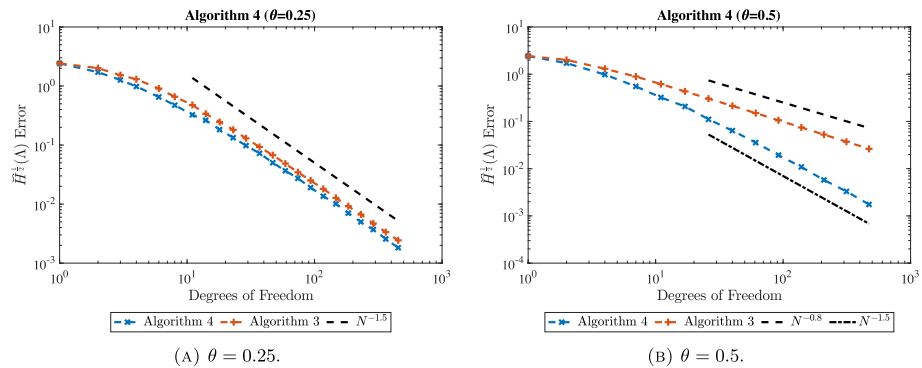 Algorithm 4 (θ=0.25)
10^1
10^0
10^-1
10^-2
10^-3
H̃^{1/2}(Λ) Error
10^0 10^1 10^2 10^3
Degrees of Freedom
Algorithm 4 Algorithm 3 N^{-1.5}
(A) θ = 0.25.
Algorithm 4 (θ=0.5)
10^1
10^0
10^-1
10^-2
10^-3
10^-4
H̃^{1/2}(Λ) Error
10^0 10^1 10^2 10^3
Degrees of Freedom
Algorithm 4 Algorithm 3 N^{-0.8} N^{-1.5}
(B) θ = 0.5.